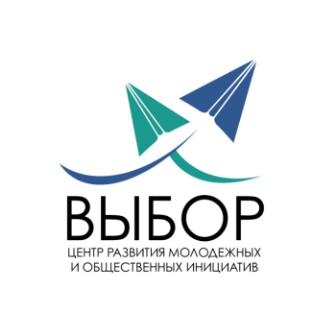 ВЫБОР
ЦЕНТР РАЗВИТИЯ МОЛОДЕЖНЫХ
И ОБЩЕСТВЕННЫХ ИНИЦИАТИВ